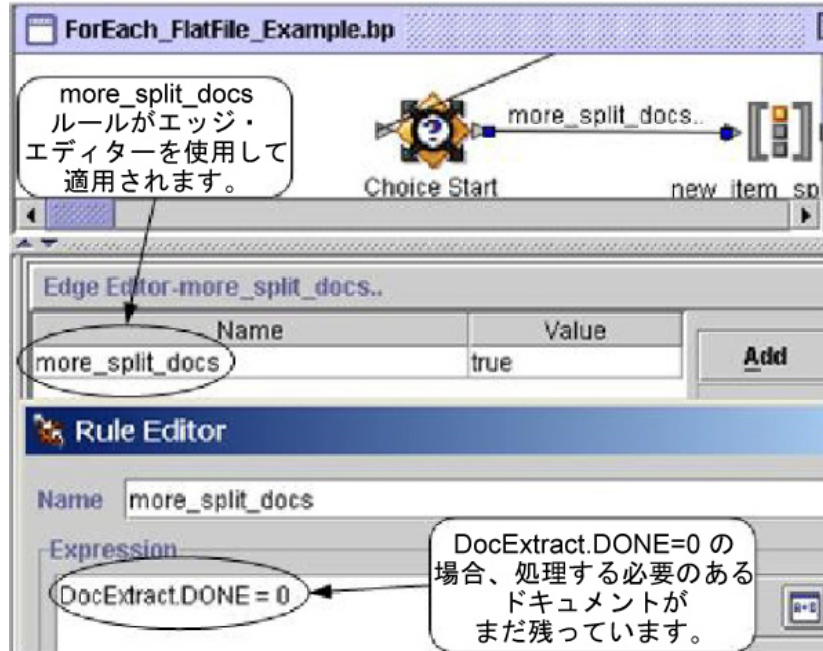 ForEach_FlatFile_Example.bp
more_split_docs
ルールがエッジ・
エディターを使用して
適用されます。
more_split_docs..
Choice Start
new_item_sp
Edge Editor-more_split_docs..
Name Value
more_split_docs true
Add
Rule Editor
Name more_split_docs
Expression
DocExtract.DONE = 0
DocExtract.DONE=0 の
場合、処理する必要のある
ドキュメントが
まだ残っています。